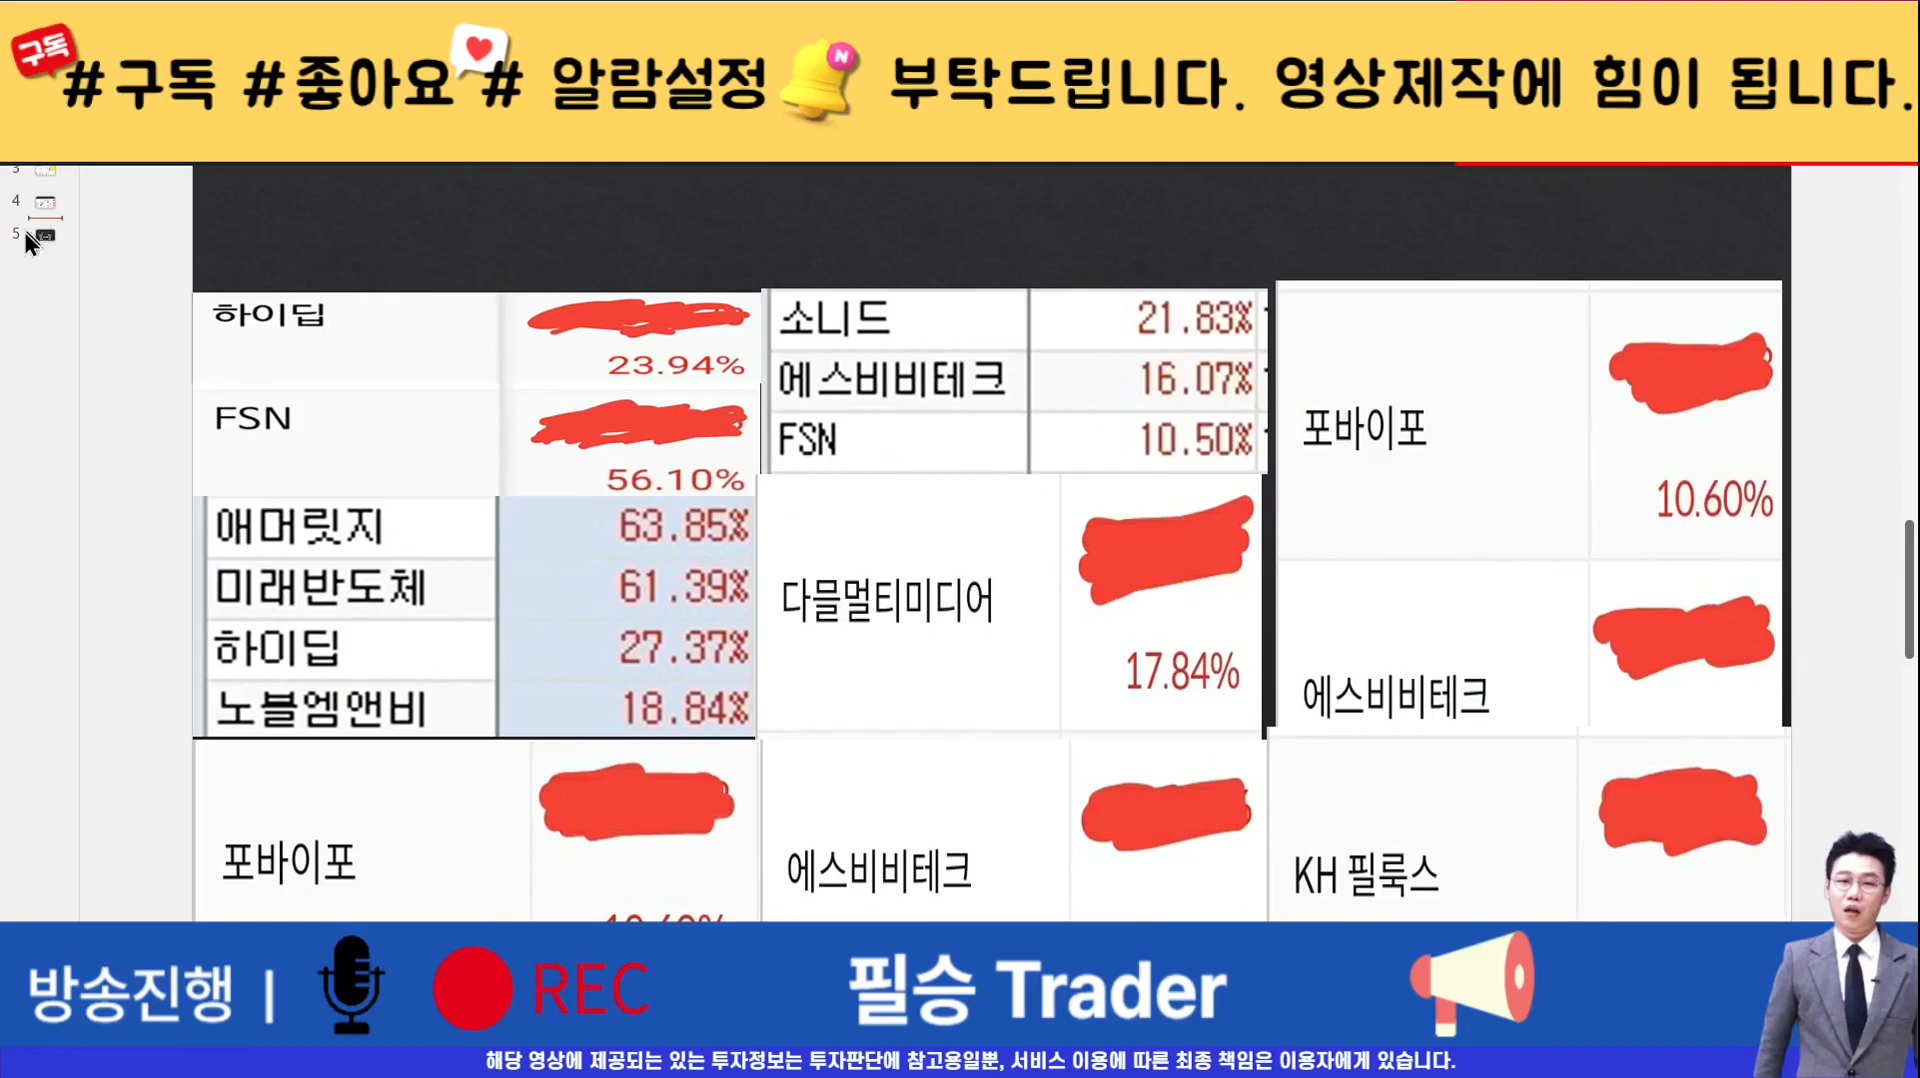 구독
#구독 #좋아요 # 알람설정 N 부탁드립니다. 영상제작에 힘이 됩니다.
3
4
5
하이딥
23.94%
FSN
56.10%
애머릿지 63.85%
미래반도체 61.39%
하이딥 27.37%
노블엠앤비 18.84%
소니드 21.83%
에스비비테크 16.07%
FSN 10.50%
다믈멀티미디어
17.84%
포바이포
10.60%
에스비비테크
포바이포
에스비비테크
KH 필룩스
방송진행 | REC 필승 Trader
해당 영상에 제공되는 있는 투자정보는 투자판단에 참고용일뿐, 서비스 이용에 따른 최종 책임은 이용자에게 있습니다.